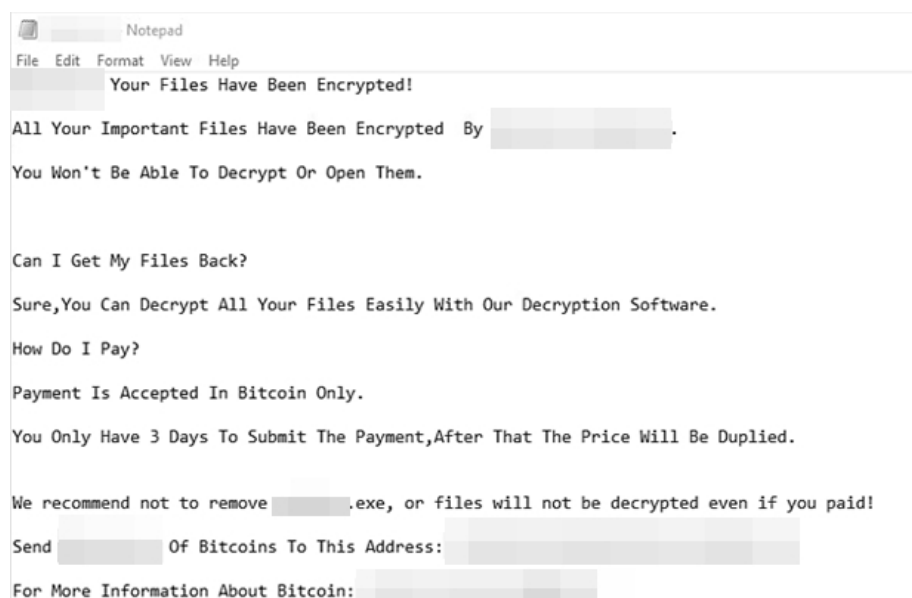 Notepad
File Edit Format View Help
Your Files Have Been Encrypted!
All Your Important Files Have Been Encrypted  By .
You Won't Be Able To Decrypt Or Open Them.
Can I Get My Files Back?
Sure,You Can Decrypt All Your Files Easily With Our Decryption Software.
How Do I Pay?
Payment Is Accepted In Bitcoin Only.
You Only Have 3 Days To Submit The Payment,After That The Price Will Be Duplied.
We recommend not to remove .exe, or files will not be decrypted even if you paid!
Send Of Bitcoins To This Address:
For More Information About Bitcoin: